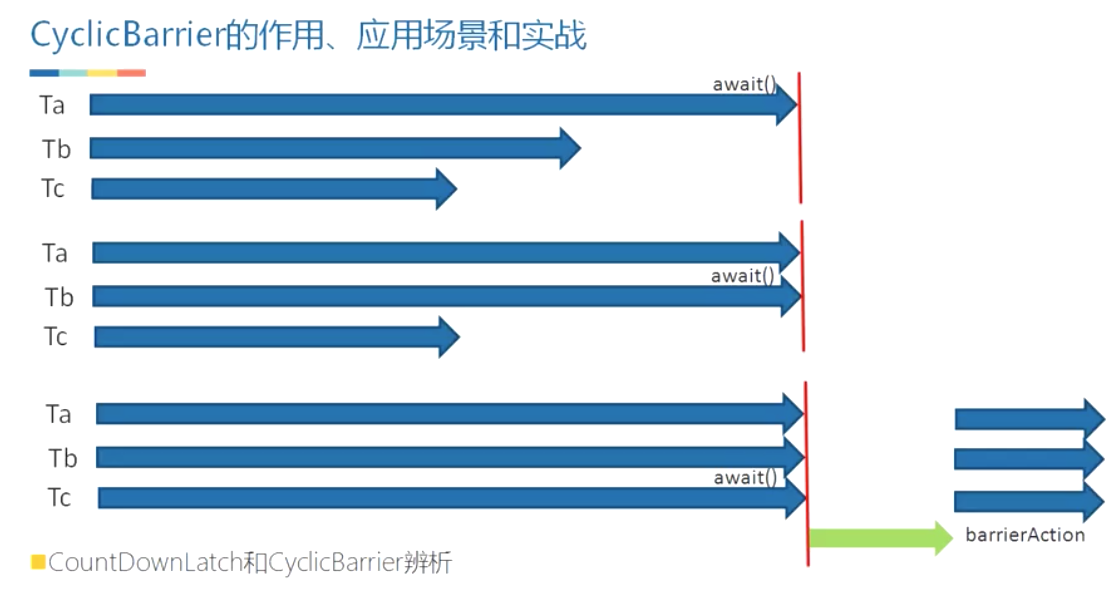 CyclicBarrier的作用、应用场景和实战
await()
Ta
Tb
Tc
Ta
await()
Tb
Tc
Ta
Tb
await()
Tc
barrierAction
CountDownLatch和CyclicBarrier辨析